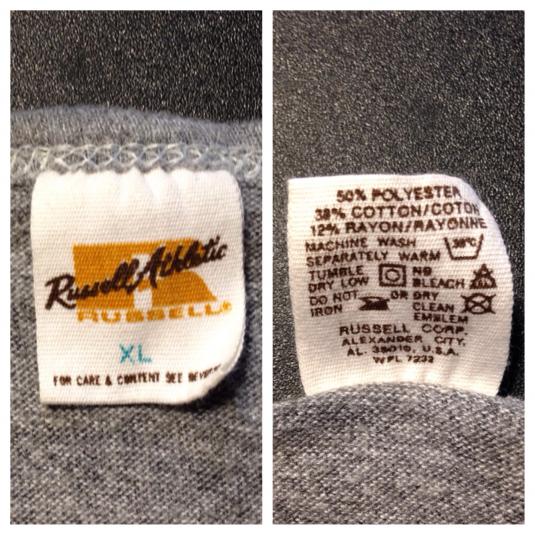 Russell Athletic
RUSSELL
XL
FOR CARE & CONTENT SEE REVERSE
50% POLYESTER
38% COTTON/COTON
12% RAYON/RAYONNE
MACHINE WASH
SEPARATELY WARM
TUMBLE NO
DRY LOW BLEACH
DO NOT OR DRY
IRON CLEAN
EMBLEM
RUSSELL CORP.
ALEXANDER CITY,
AL. 35010, U.S.A.
WPL 7233